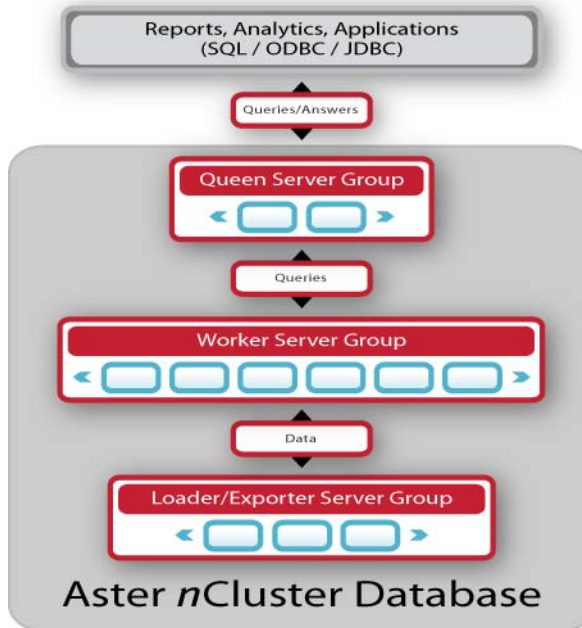 Reports, Analytics, Applications
(SQL / ODBC / JDBC)
Queries/Answers
Queen Server Group
Queries
Worker Server Group
Data
Loader/Exporter Server Group
Aster nCluster Database